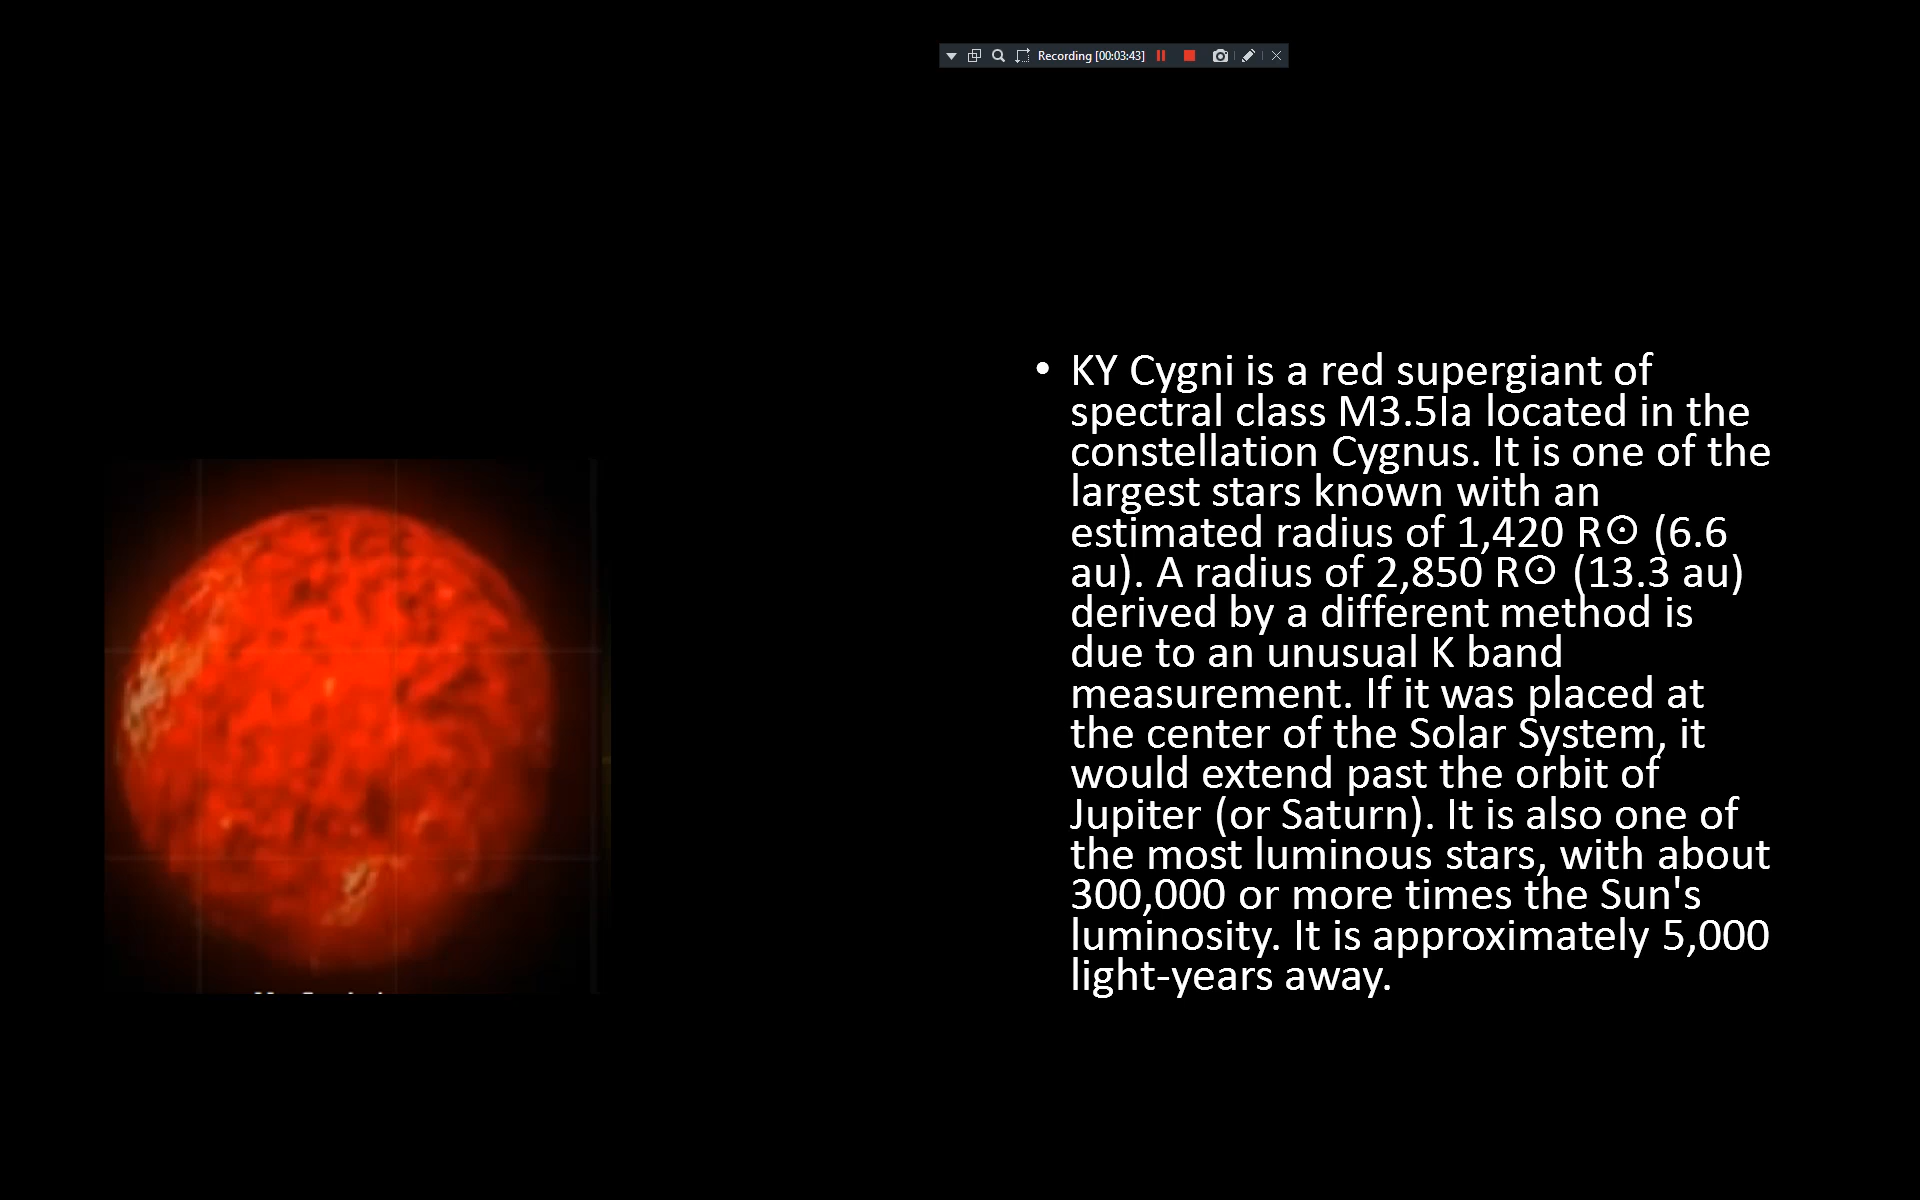 Recording [00:03:43]
• KY Cygni is a red supergiant of
spectral class M3.5Ia located in the
constellation Cygnus. It is one of the
largest stars known with an
estimated radius of 1,420 R☉ (6.6
au). A radius of 2,850 R☉ (13.3 au)
derived by a different method is
due to an unusual K band
measurement. If it was placed at
the center of the Solar System, it
would extend past the orbit of
Jupiter (or Saturn). It is also one of
the most luminous stars, with about
300,000 or more times the Sun's
luminosity. It is approximately 5,000
light-years away.